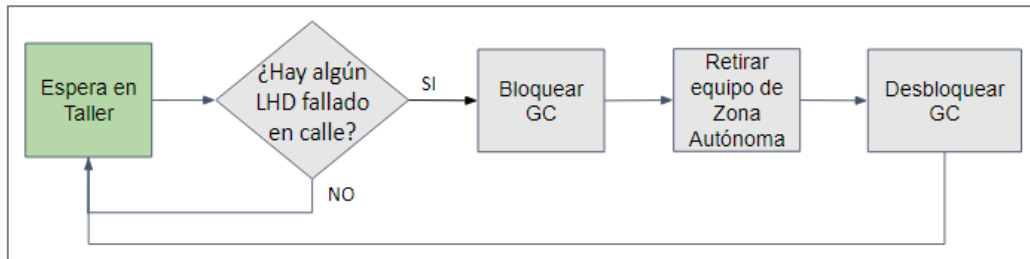 Espera en
Taller
¿Hay algún
LHD fallado
en calle?
SI
NO
Bloquear
GC
Retirar
equipo de
Zona
Autónoma
Desbloquear
GC